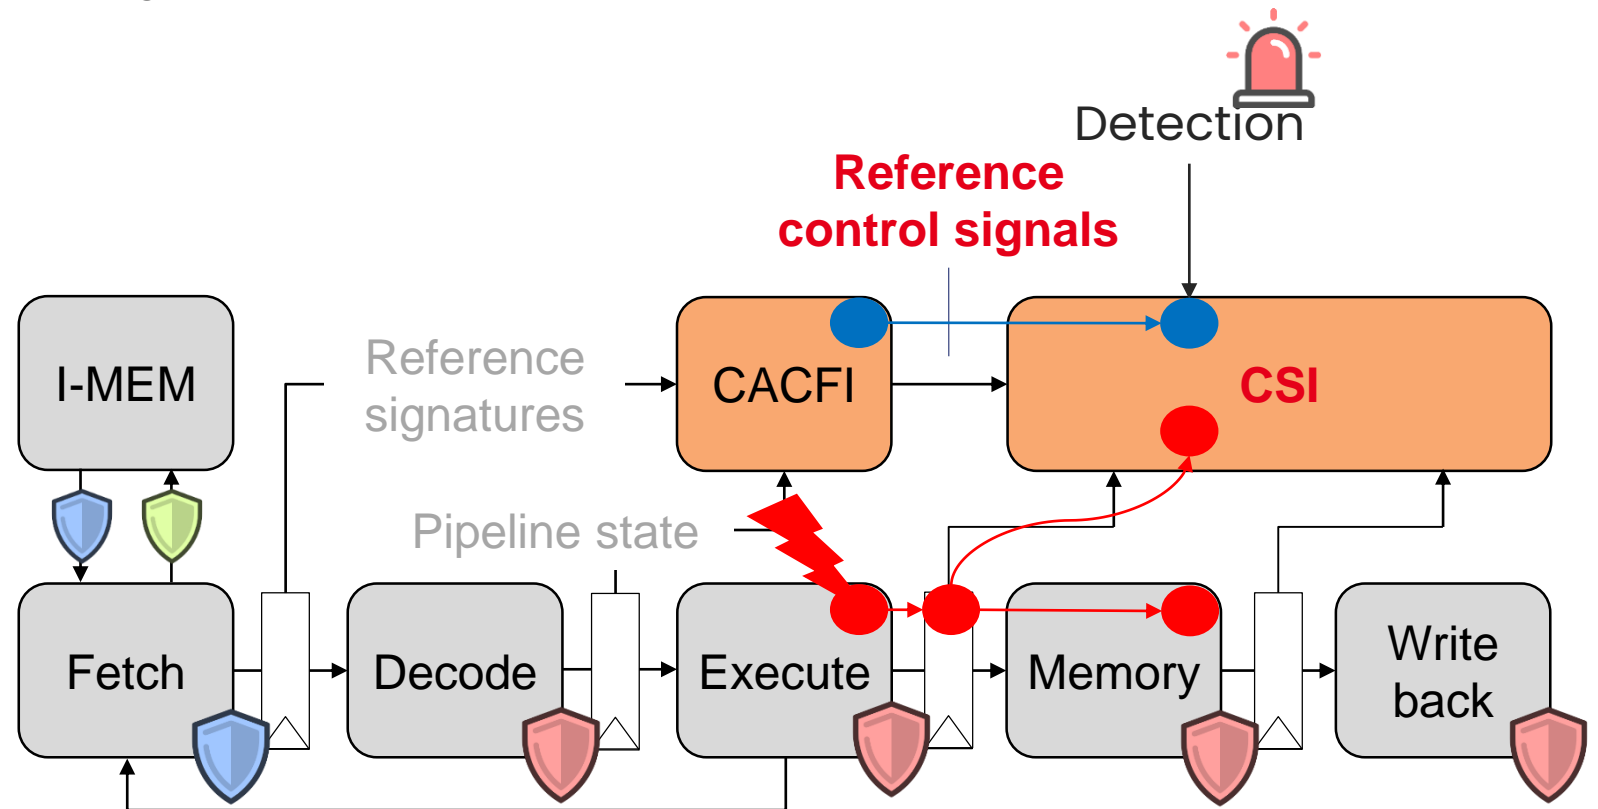 Detection
Reference
control signals
I-MEM
Reference
signatures
CACFI
CSI
Pipeline state
Fetch
Decode
Execute
Memory
Write
back